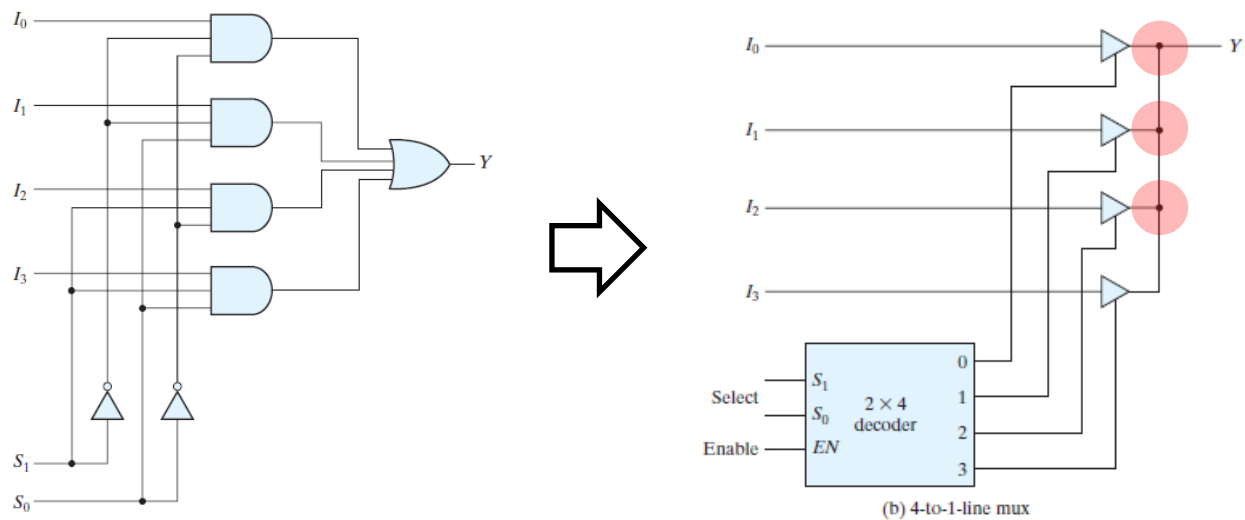 I₀
I₁
I₂
I₃
Y
S₁
S₀
I₀
Y
I₁
I₂
I₃
0
1
2
3
Select
Enable
S₁
S₀
EN
2 × 4
decoder
(b) 4-to-1-line mux